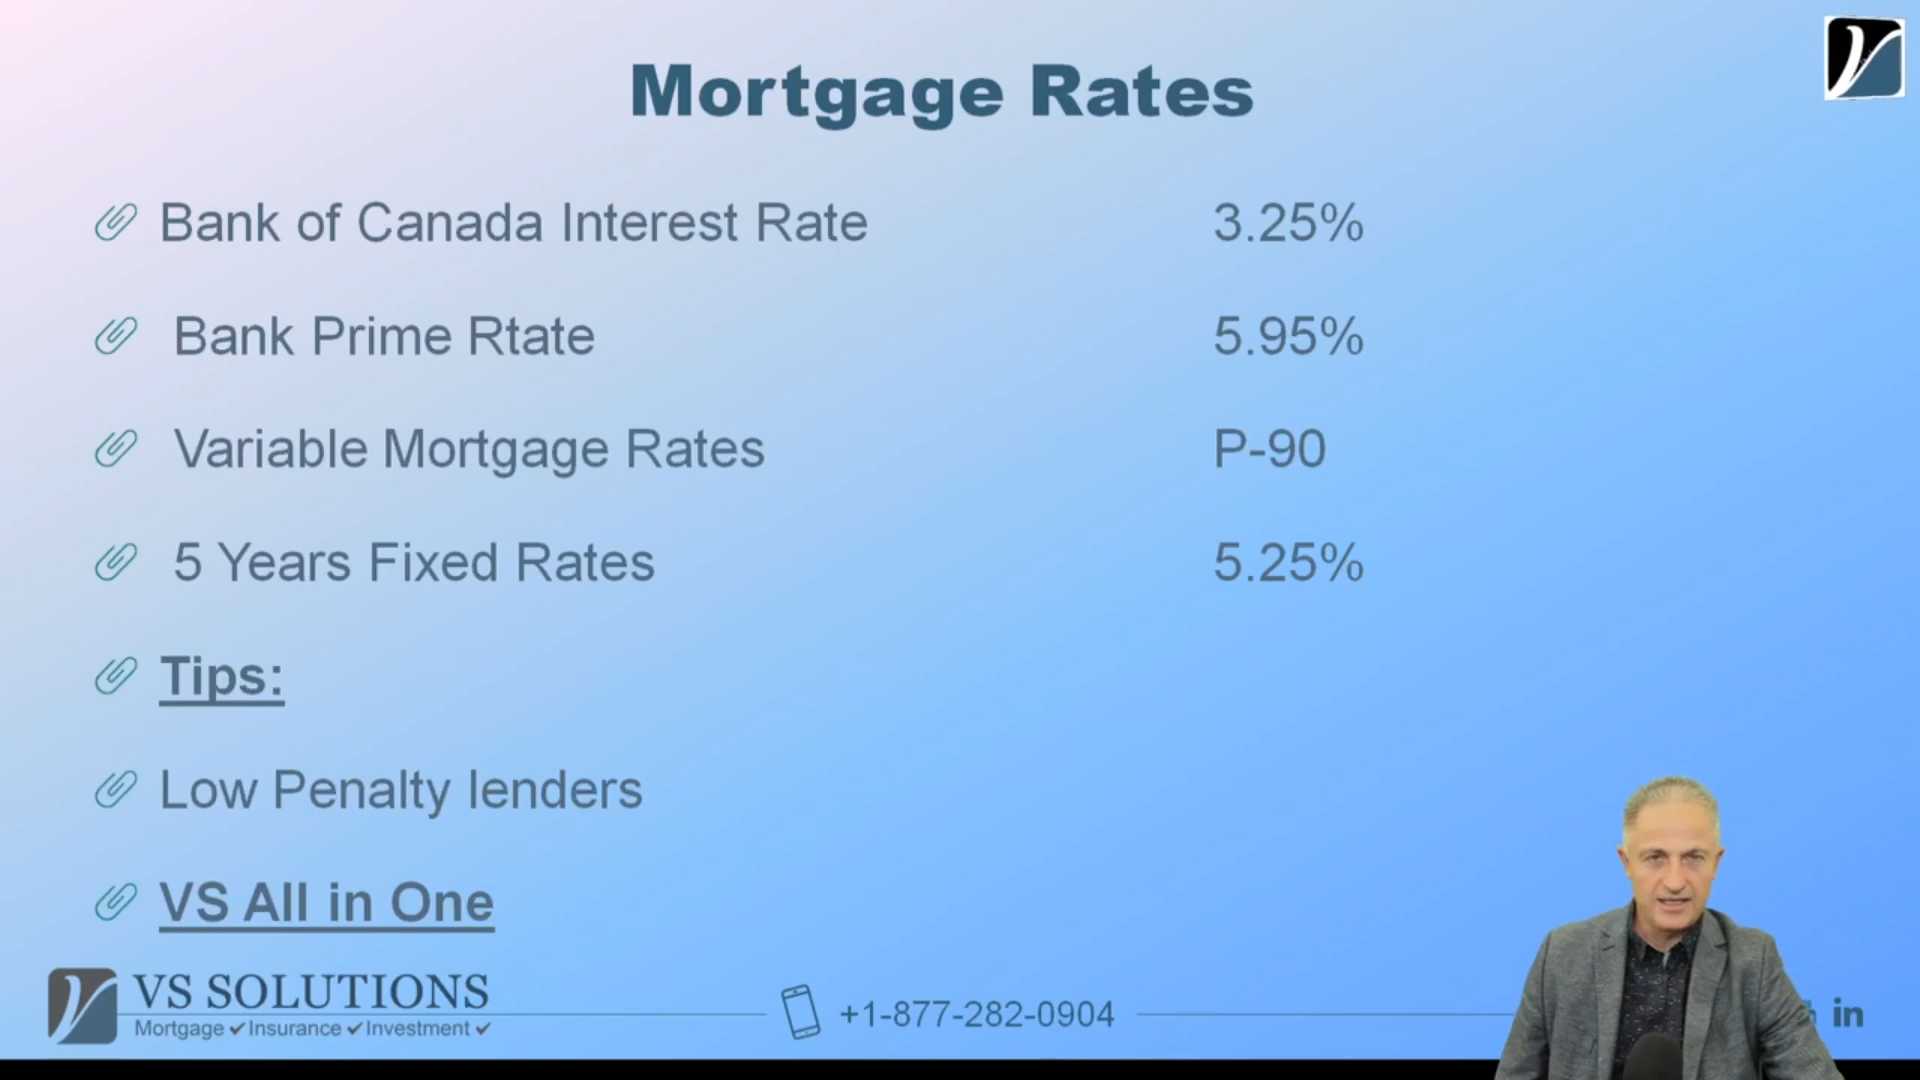 Mortgage Rates
Bank of Canada Interest Rate 3.25%
Bank Prime Rtate 5.95%
Variable Mortgage Rates P-90
5 Years Fixed Rates 5.25%
Tips:
Low Penalty lenders
VS All in One
VS SOLUTIONS
Mortgage ✔ Insurance ✔ Investment ✔
+1-877-282-0904
in